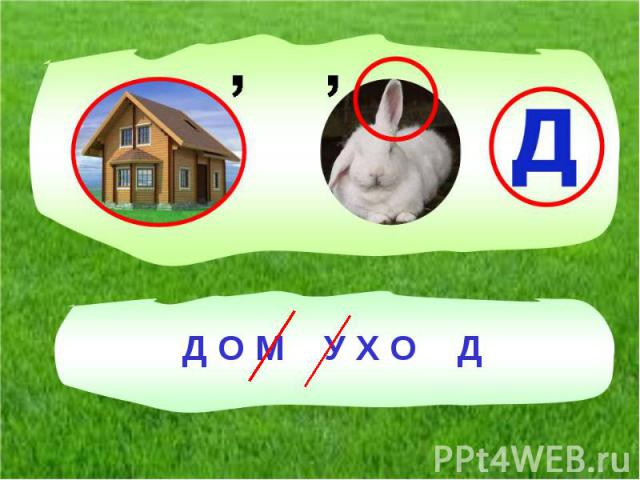 , , Д
Д О М У Х О Д
PPt4WEB.ru